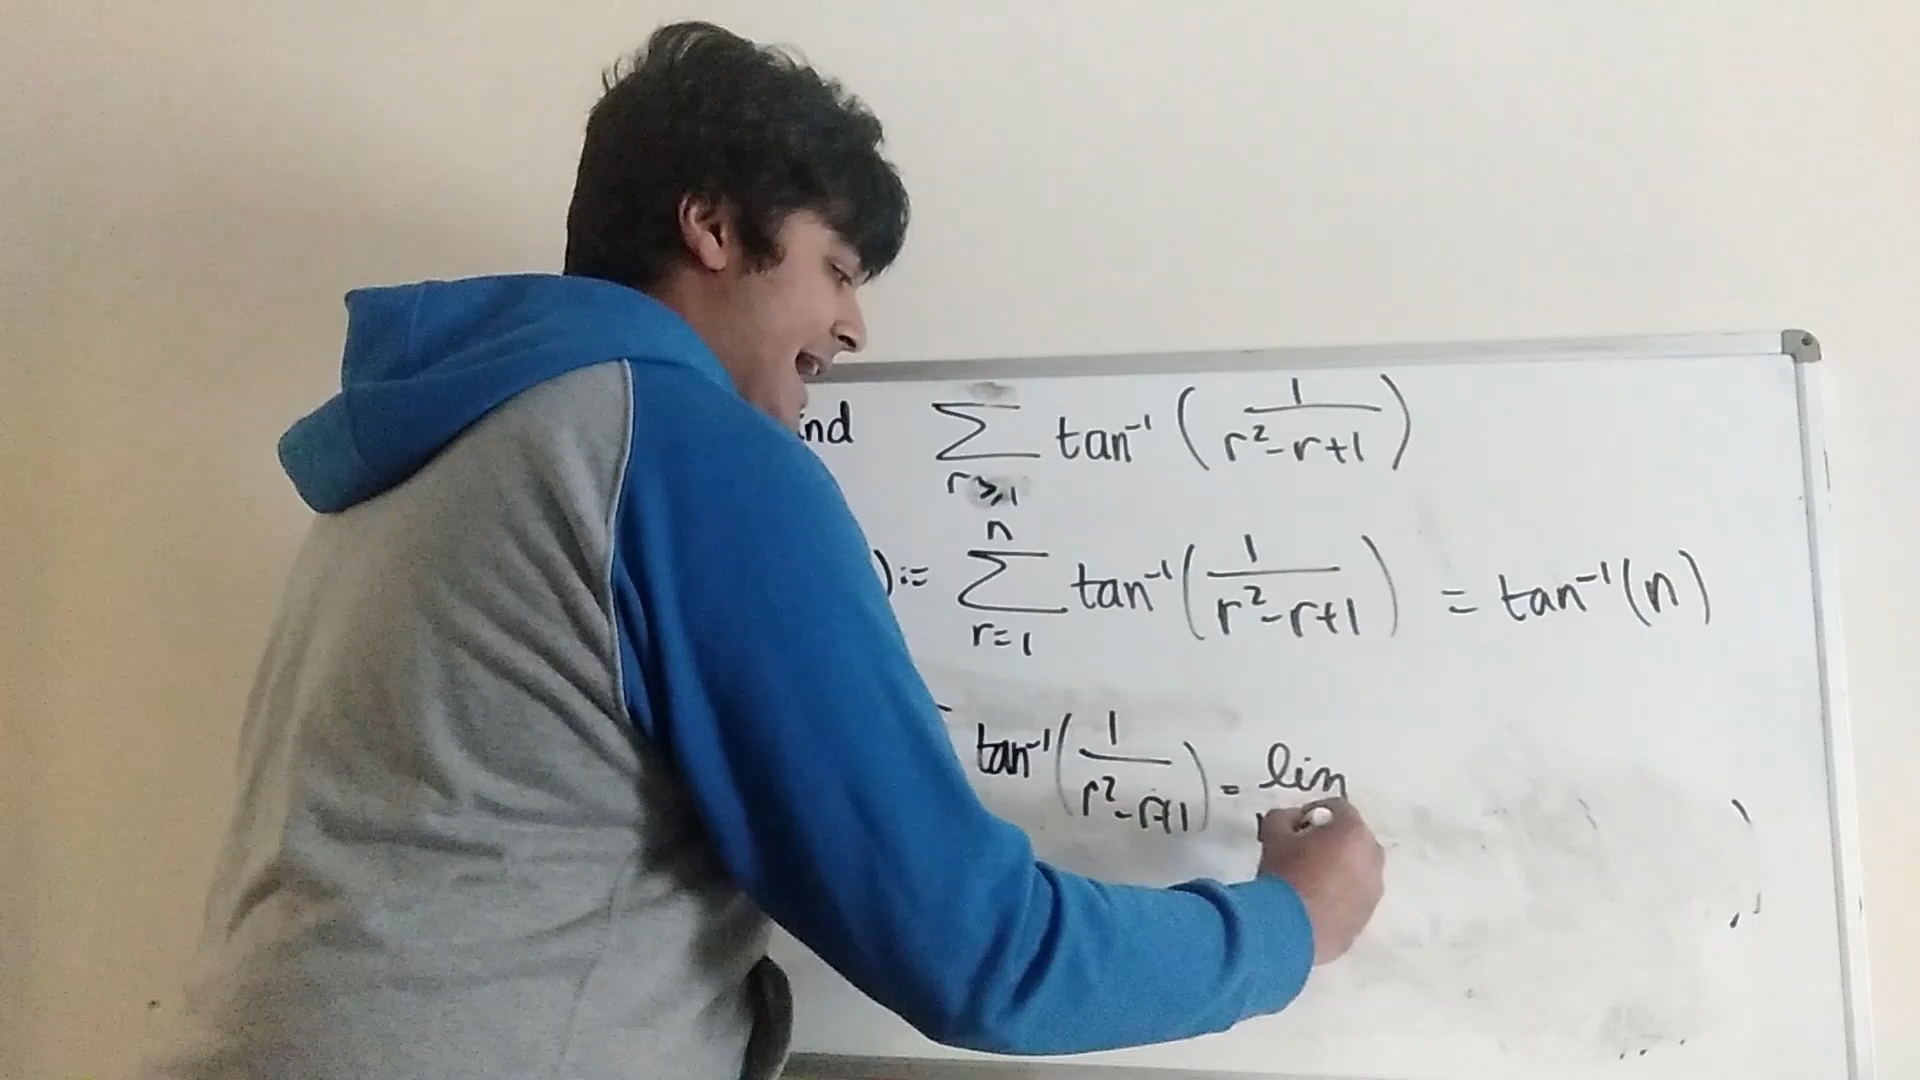 ind ∑ r⩾1 tan⁻¹ (1/(r²-r+1))
) := ∑ r=1 n tan⁻¹ (1/(r²-r+1)) = tan⁻¹(n)
tan⁻¹ (1/(r²-r+1)) = lim